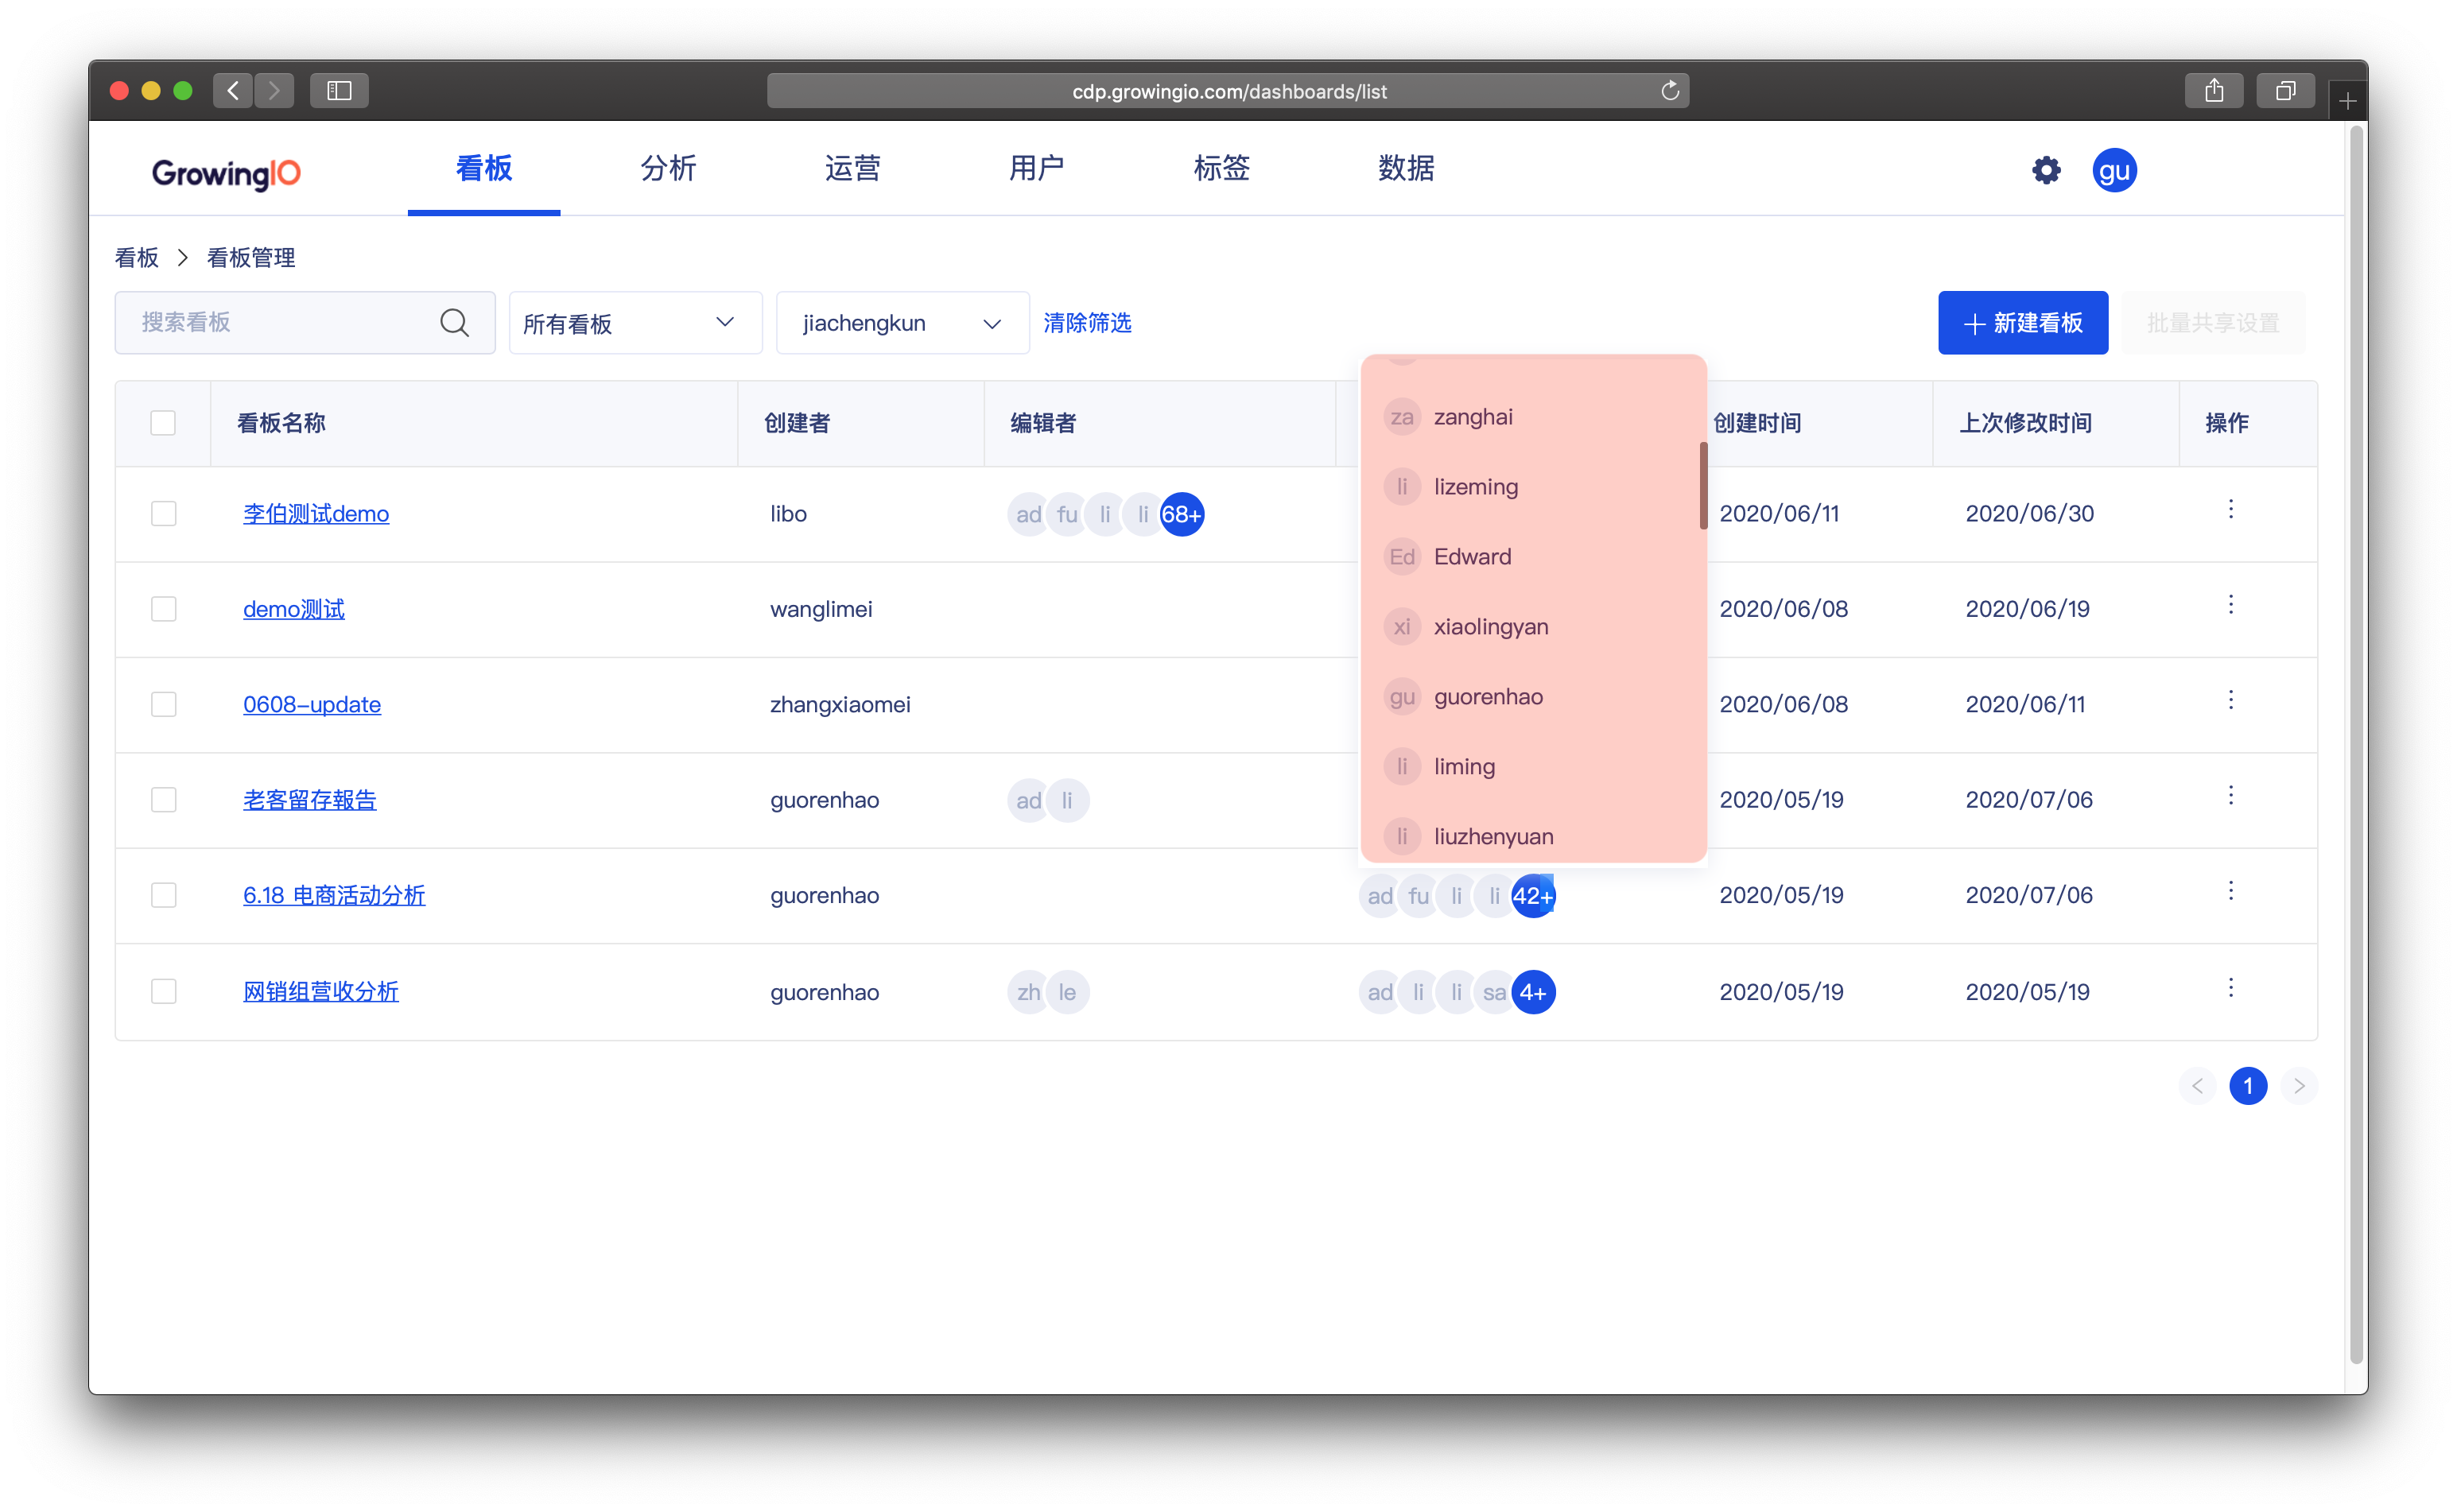 cdp.growingio.com/dashboards/list
GrowingIO 看板 分析 运营 用户 标签 数据 gu
看板 > 看板管理
搜索看板 所有看板 jiachengkun 清除筛选 + 新建看板 批量共享设置
看板名称 创建者 编辑者 创建时间 上次修改时间 操作
za zanghai
li lizeming
Ed Edward
xi xiaolingyan
gu guorenhao
li liming
li liuzhenyuan
李伯测试demo libo ad fu li li 68+ 2020/06/11 2020/06/30
demo测试 wanglimei 2020/06/08 2020/06/19
0608-update zhangxiaomei 2020/06/08 2020/06/11
老客留存報告 guorenhao ad li 2020/05/19 2020/07/06
6.18 电商活动分析 guorenhao ad fu li li 42+ 2020/05/19 2020/07/06
网销组营收分析 guorenhao zh le ad li li sa 4+ 2020/05/19 2020/05/19
< 1 >